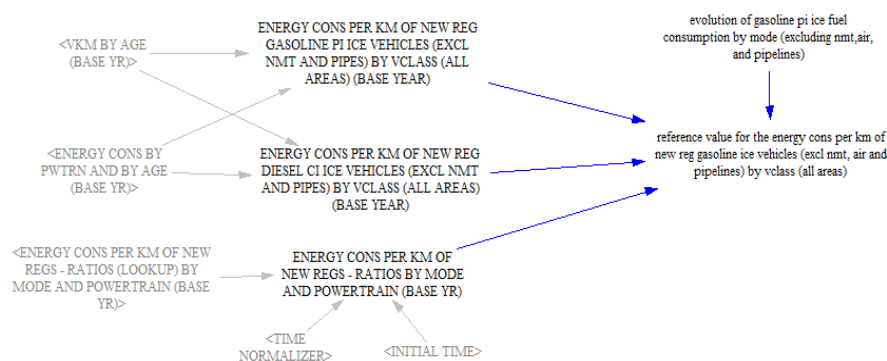 <VKM BY AGE
(BASE YR)>
ENERGY CONS PER KM OF NEW REG
GASOLINE PI ICE VEHICLES (EXCL
NMT AND PIPES) BY VCLASS (ALL
AREAS) (BASE YEAR)
evolution of gasoline pi ice fuel
consumption by mode (excluding nmt,air,
and pipelines)
<ENERGY CONS BY
PWTRN AND BY AGE
(BASE YR)>
ENERGY CONS PER KM OF NEW REG
DIESEL CI ICE VEHICLES (EXCL NMT
AND PIPES) BY VCLASS (ALL AREAS)
(BASE YEAR)
reference value for the energy cons per km of
new reg gasoline ice vehicles (excl nmt, air and
pipelines) by vclass (all areas)
<ENERGY CONS PER KM OF NEW
REGS - RATIOS (LOOKUP) BY
MODE AND POWERTRAIN (BASE
YR)>
ENERGY CONS PER KM OF
NEW REGS - RATIOS BY MODE
AND POWERTRAIN (BASE YR)
<TIME
NORMALIZER>
<INITIAL TIME>